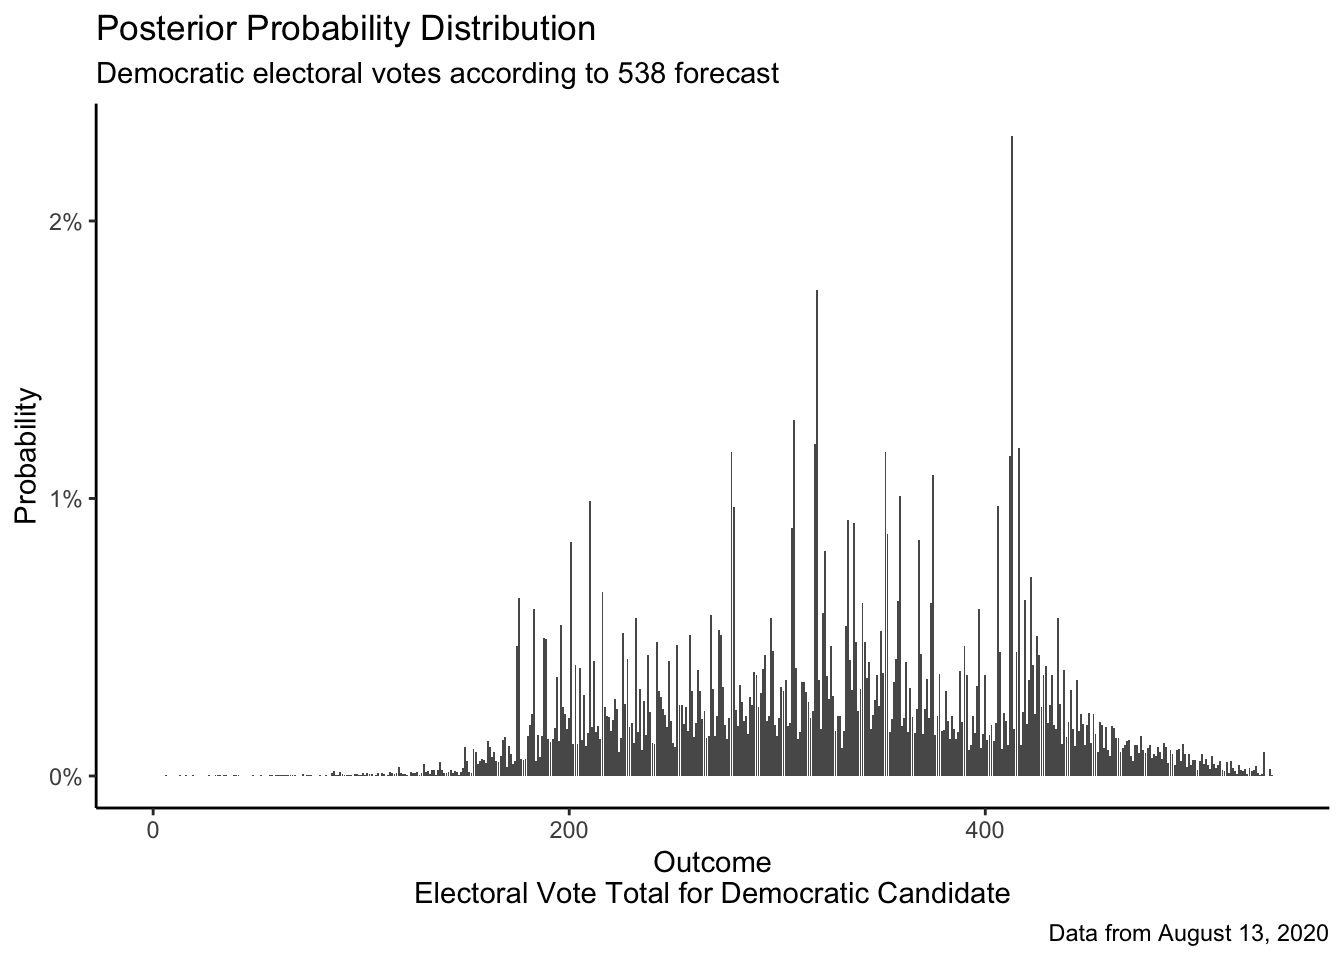 Posterior Probability Distribution
Democratic electoral votes according to 538 forecast
2%
1%
0%
Probability
0
200
400
Outcome
Electoral Vote Total for Democratic Candidate
Data from August 13, 2020